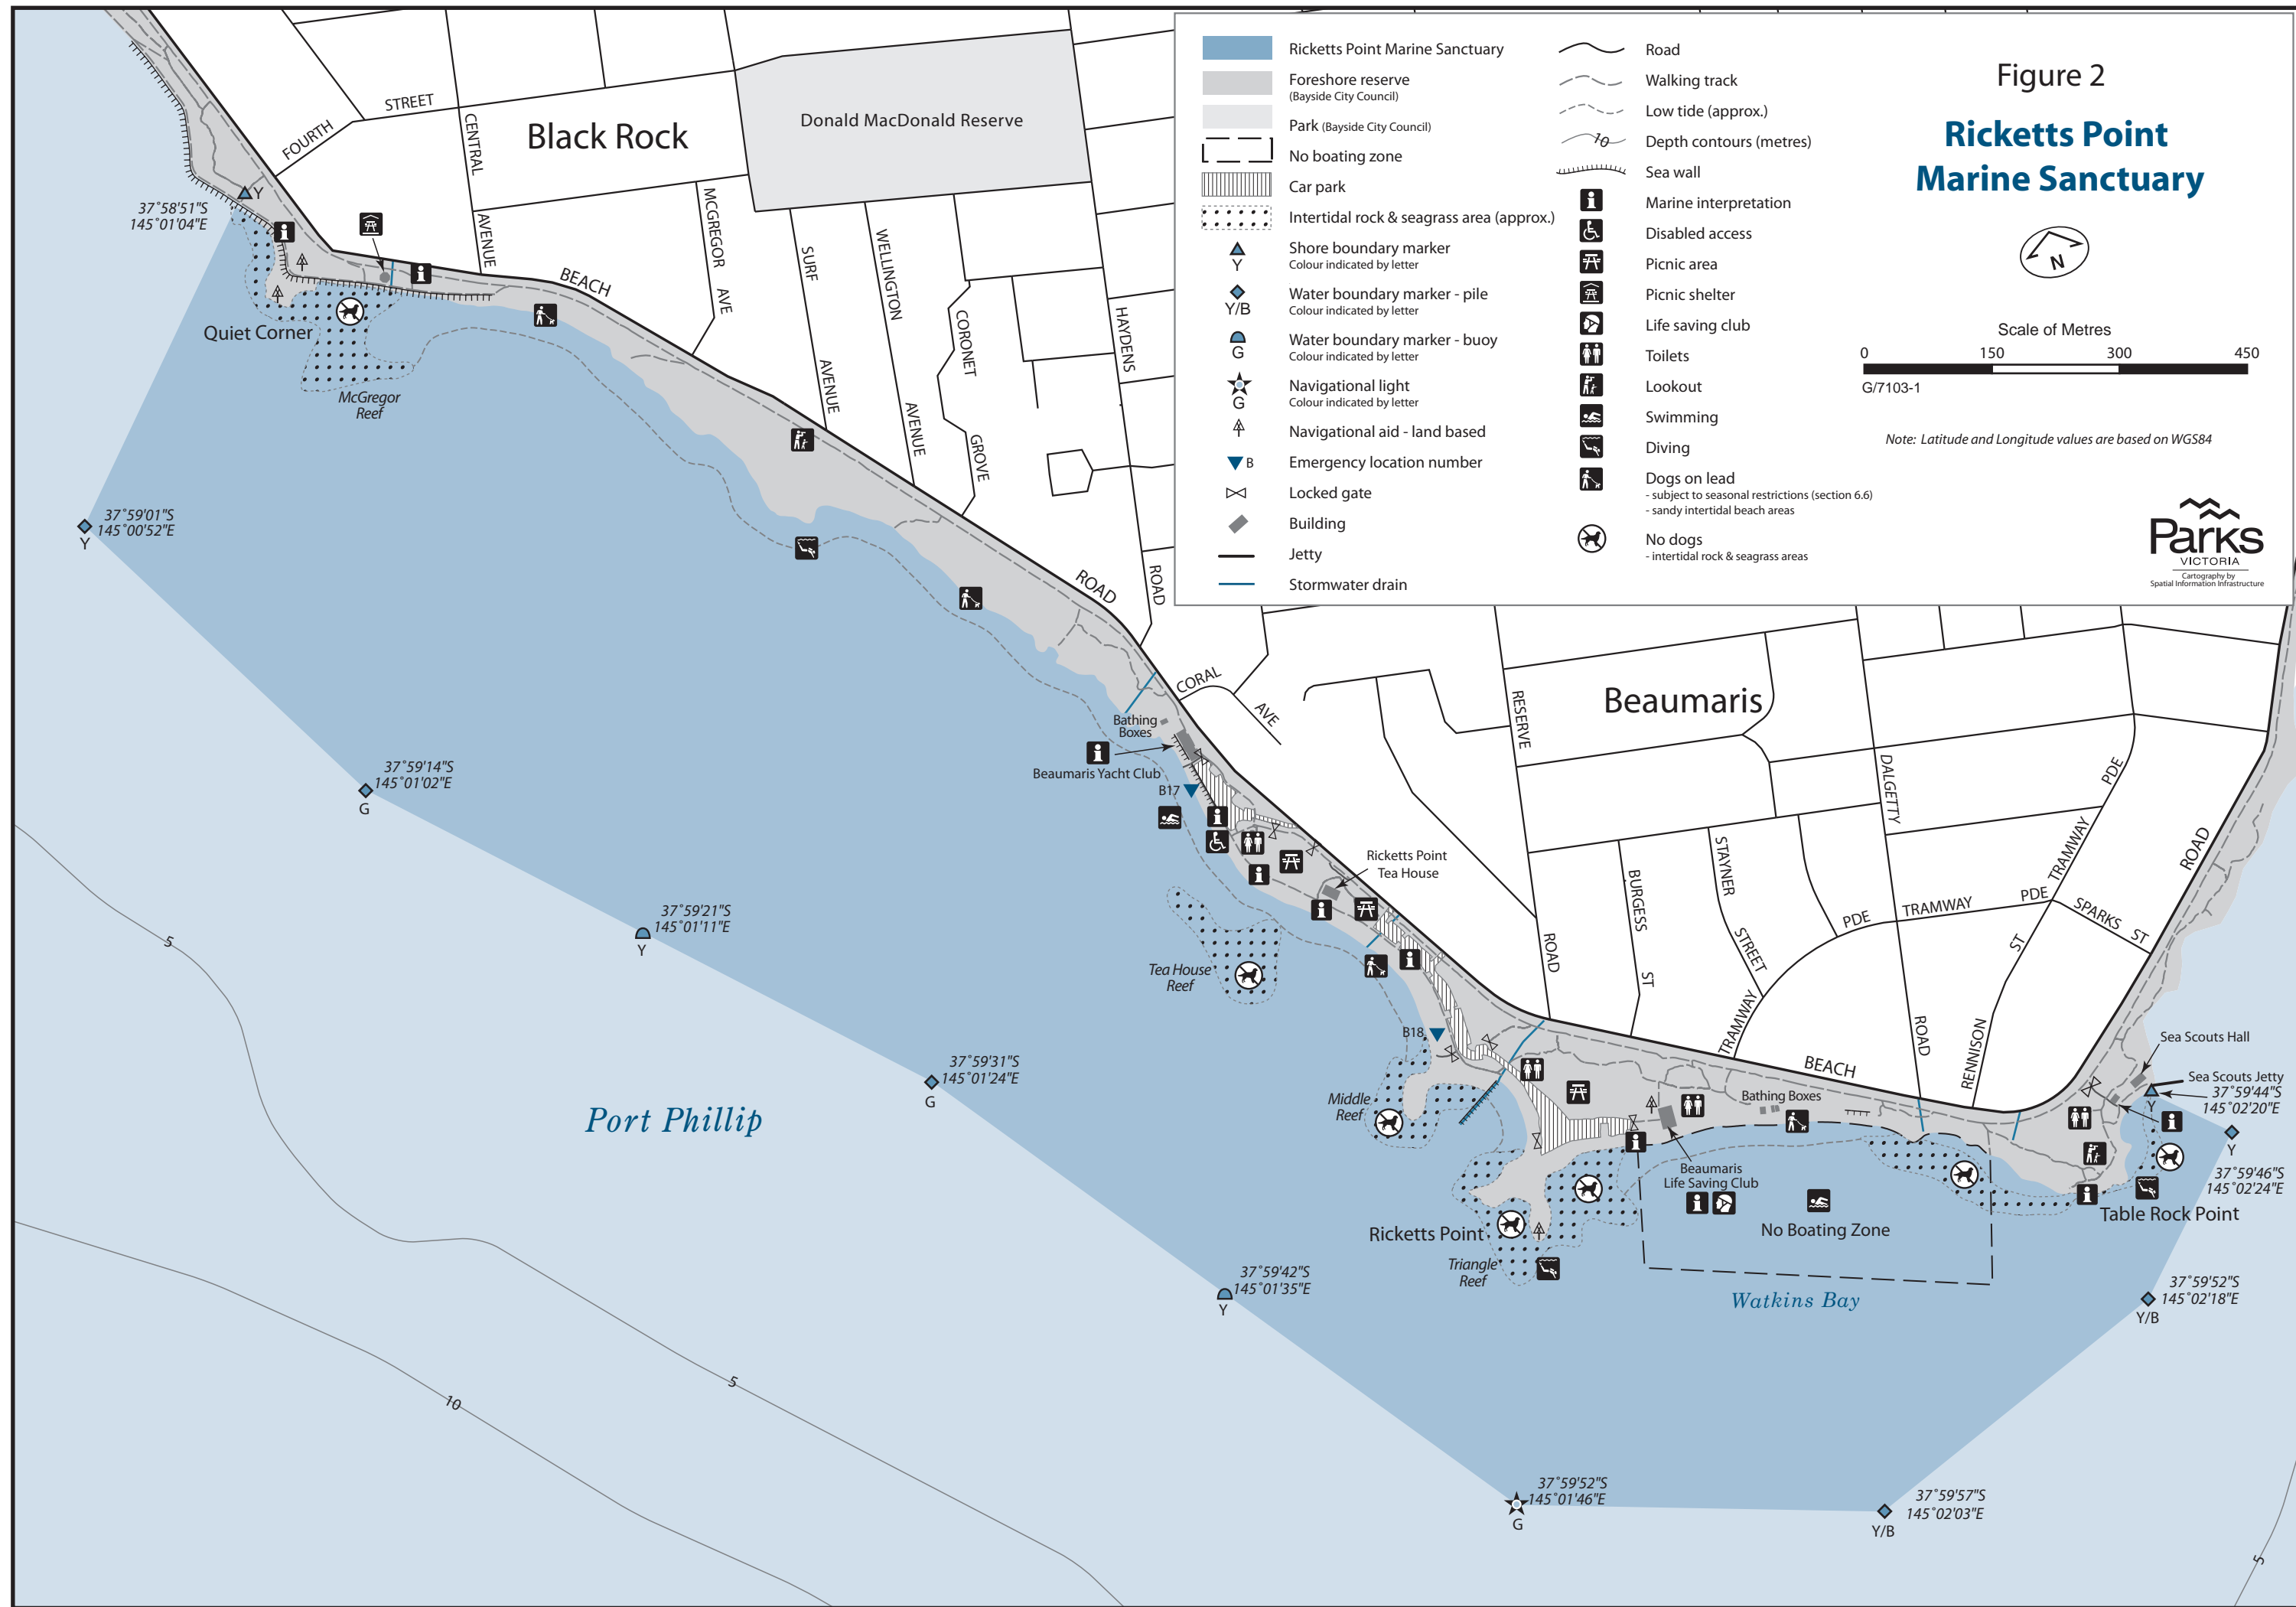 Figure 2
Ricketts Point
Marine Sanctuary
N
Scale of Metres
0 150 300 450
G/7103-1
Note: Latitude and Longitude values are based on WGS84
Parks
VICTORIA
Cartography by
Spatial Information Infrastructure
Ricketts Point Marine Sanctuary
Foreshore reserve
(Bayside City Council)
Park (Bayside City Council)
No boating zone
Car park
Intertidal rock & seagrass area (approx.)
Shore boundary marker
Y
Colour indicated by letter
Water boundary marker - pile
Y/B
Colour indicated by letter
Water boundary marker - buoy
G
Colour indicated by letter
Navigational light
G
Colour indicated by letter
Navigational aid - land based
B
Emergency location number
Locked gate
Building
Jetty
Stormwater drain
Road
Walking track
Low tide (approx.)
10
Depth contours (metres)
Sea wall
Marine interpretation
Disabled access
Picnic area
Picnic shelter
Life saving club
Toilets
Lookout
Swimming
Diving
Dogs on lead
- subject to seasonal restrictions (section 6.6)
- sandy intertidal beach areas
No dogs
- intertidal rock & seagrass areas
FOURTH
STREET
CENTRAL
AVENUE
Black Rock
Donald MacDonald Reserve
MCGREGOR
AVE
SURF
AVENUE
WELLINGTON
AVENUE
CORONET
GROVE
HAYDENS
ROAD
BEACH
ROAD
Y
37˚58'51"S
145˚01'04"E
Quiet Corner
McGregor
Reef
37˚59'01"S
145˚00'52"E
Y
37˚59'14"S
145˚01'02"E
G
37˚59'21"S
145˚01'11"E
Y
37˚59'31"S
145˚01'24"E
G
37˚59'42"S
145˚01'35"E
Y
37˚59'52"S
145˚01'46"E
G
37˚59'57"S
145˚02'03"E
Y/B
37˚59'52"S
145˚02'18"E
Y/B
Y
37˚59'46"S
145˚02'24"E
Port Phillip
5
5
10
5
CORAL
AVE
Bathing
Boxes
Beaumaris Yacht Club
B17
Ricketts Point
Tea House
Tea House
Reef
B18
Middle
Reef
Ricketts Point
Triangle
Reef
Beaumaris
RESERVE
ROAD
BURGESS
ST
STAYNER
STREET
DALGETTY
ROAD
TRAMWAY
PDE
TRAMWAY
PDE
TRAMWAY
PDE
SPARKS
ST
RENNISON
ST
ROAD
BEACH
Bathing Boxes
Beaumaris
Life Saving Club
No Boating Zone
Watkins Bay
Sea Scouts Hall
Sea Scouts Jetty
Y
37˚59'44"S
145˚02'20"E
Table Rock Point